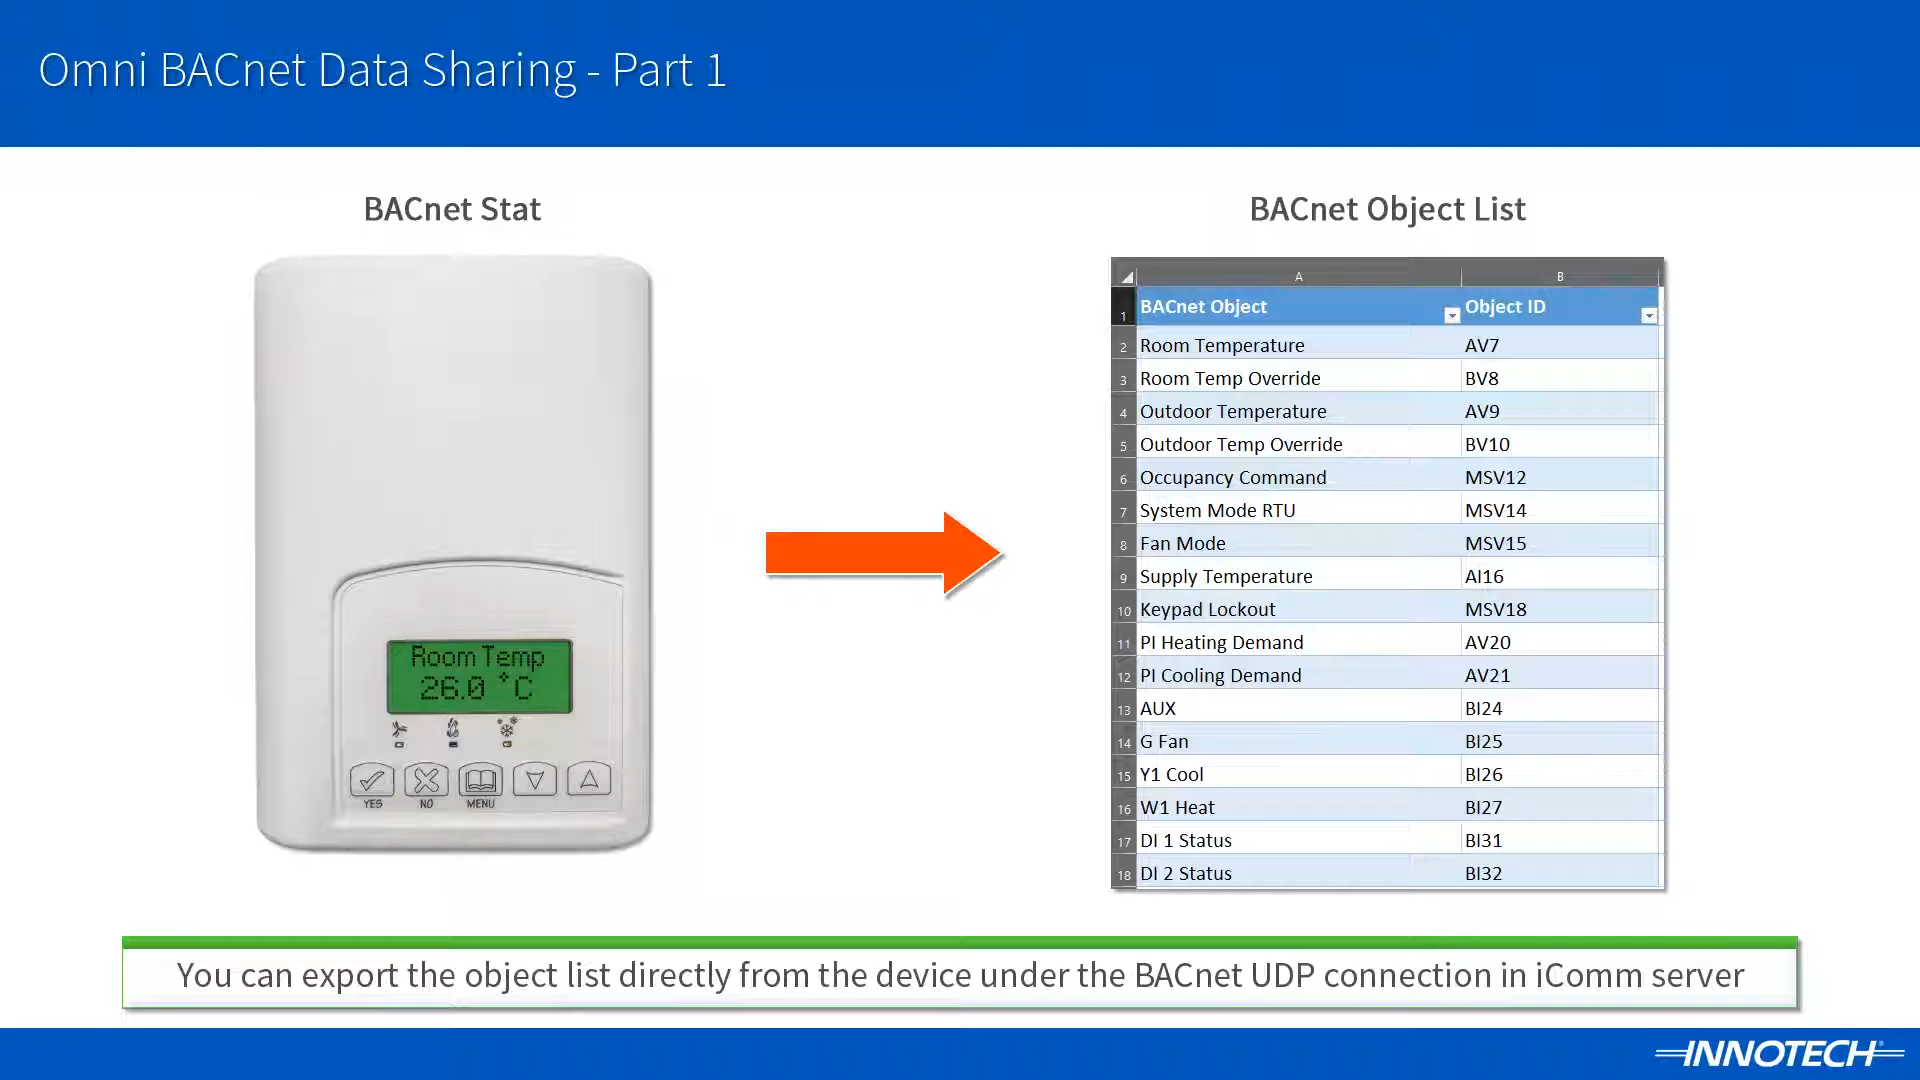 Omni BACnet Data Sharing - Part 1
BACnet Stat
BACnet Object List
Room Temp
26.0 °C
YES NO MENU
A B
1 BACnet Object Object ID
2 Room Temperature AV7
3 Room Temp Override BV8
4 Outdoor Temperature AV9
5 Outdoor Temp Override BV10
6 Occupancy Command MSV12
7 System Mode RTU MSV14
8 Fan Mode MSV15
9 Supply Temperature AI16
10 Keypad Lockout MSV18
11 PI Heating Demand AV20
12 PI Cooling Demand AV21
13 AUX BI24
14 G Fan BI25
15 Y1 Cool BI26
16 W1 Heat BI27
17 DI 1 Status BI31
18 DI 2 Status BI32
You can export the object list directly from the device under the BACnet UDP connection in iComm server
INNOTECH